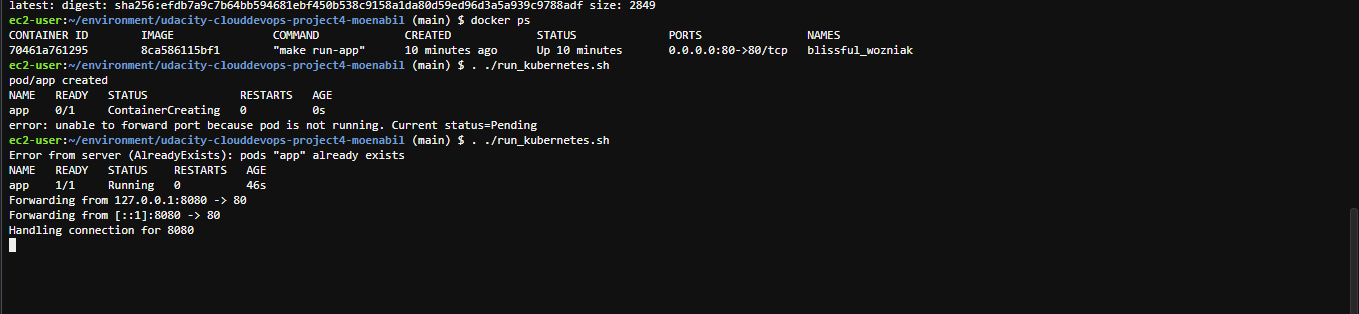 latest: digest: sha256:efdb7a9c7b64bb594681ebf450b538c9158a1da80d59ed96d3a5a939c9788adf size: 2849
ec2-user:~/environment/udacity-clouddevops-project4-moenabil (main) $ docker ps
CONTAINER ID IMAGE COMMAND CREATED STATUS PORTS NAMES
70461a761295 8ca586115bf1 "make run-app" 10 minutes ago Up 10 minutes 0.0.0.0:80->80/tcp blissful_wozniak
ec2-user:~/environment/udacity-clouddevops-project4-moenabil (main) $ . ./run_kubernetes.sh
pod/app created
NAME READY STATUS RESTARTS AGE
app 0/1 ContainerCreating 0 0s
error: unable to forward port because pod is not running. Current status=Pending
ec2-user:~/environment/udacity-clouddevops-project4-moenabil (main) $ . ./run_kubernetes.sh
Error from server (AlreadyExists): pods "app" already exists
NAME READY STATUS RESTARTS AGE
app 1/1 Running 0 46s
Forwarding from 127.0.0.1:8080 -> 80
Forwarding from [::1]:8080 -> 80
Handling connection for 8080